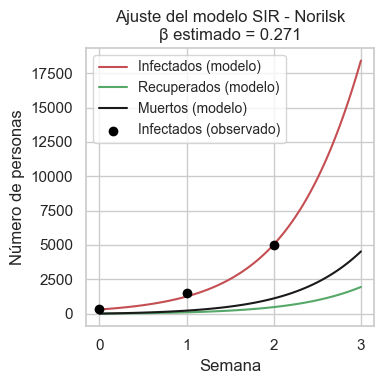 Ajuste del modelo SIR - Norilsk
β estimado = 0.271
Infectados (modelo)
Recuperados (modelo)
Muertos (modelo)
Infectados (observado)
Número de personas
17500
15000
12500
10000
7500
5000
2500
0
0 1 2 3
Semana